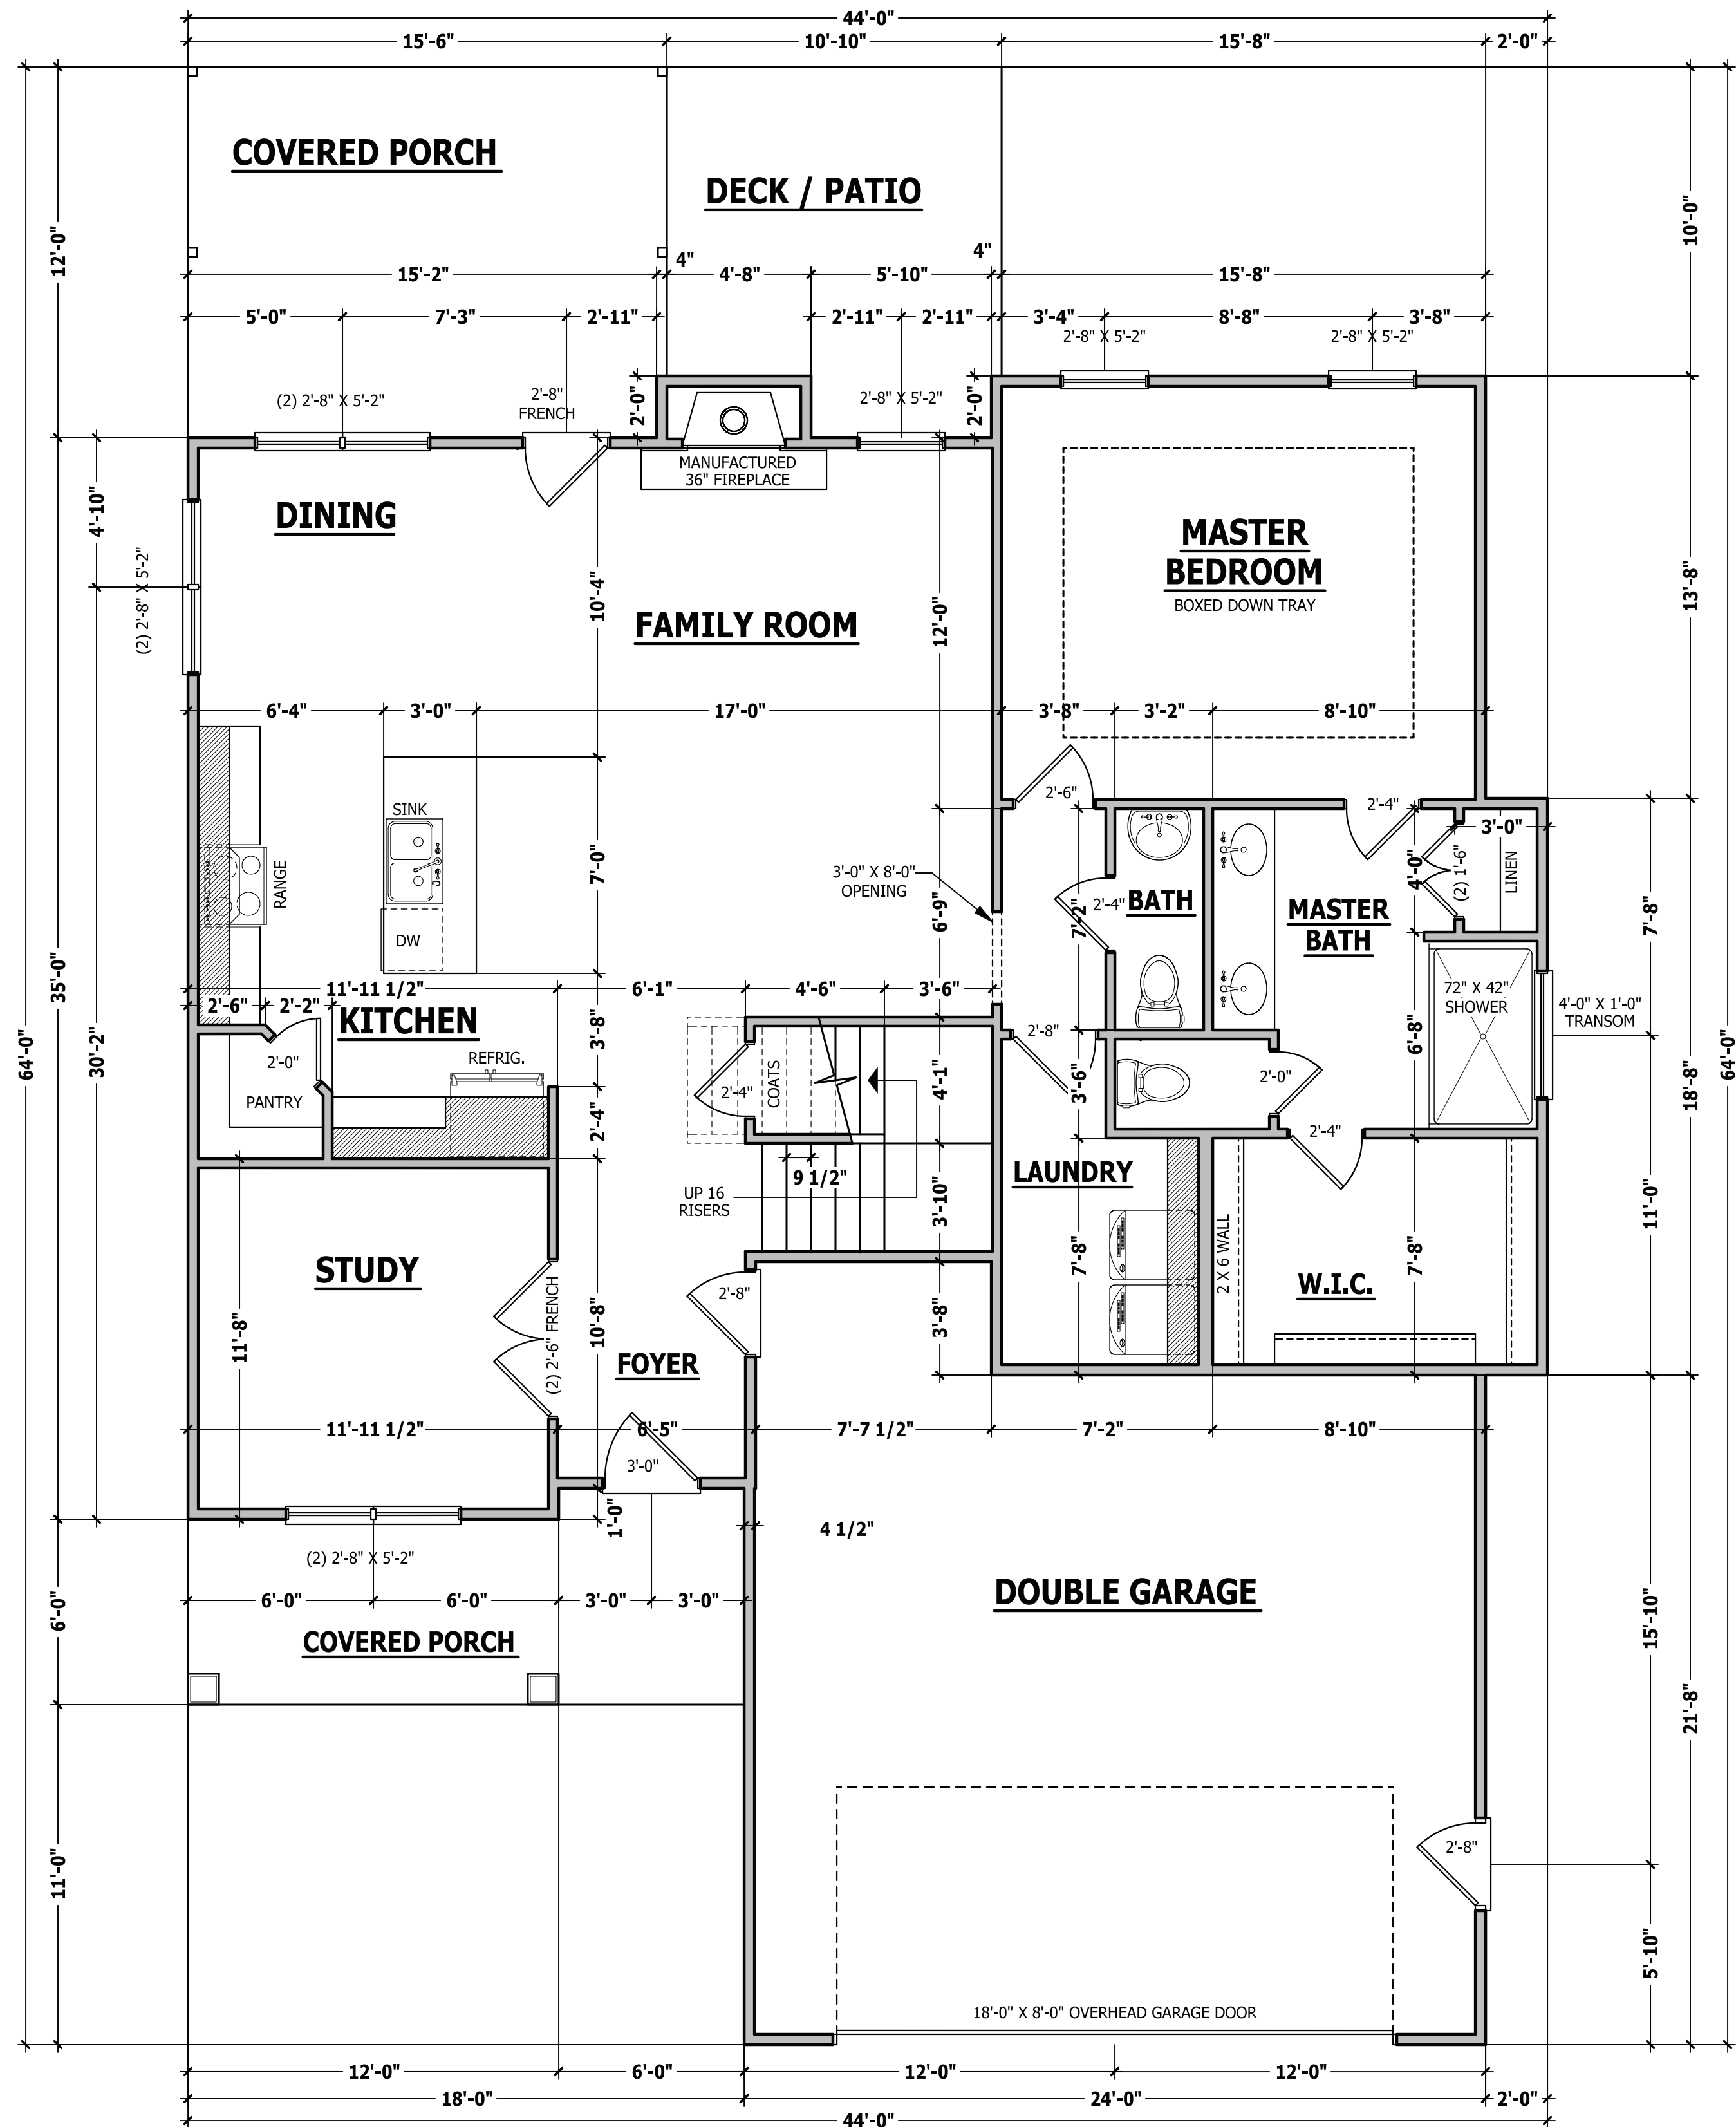 44'-0"
15'-6" 10'-10" 15'-8" 2'-0"
COVERED PORCH
DECK / PATIO
12'-0"
10'-0"
4" 4"
15'-2" 4'-8" 5'-10" 15'-8"
5'-0" 7'-3" 2'-11" 2'-11" 2'-11" 3'-4" 8'-8" 3'-8"
2'-8" X 5'-2" 2'-8" X 5'-2"
(2) 2'-8" X 5'-2"
2'-8"
FRENCH
2'-0"
2'-8" X 5'-2"
2'-0"
MANUFACTURED
36" FIREPLACE
4'-10"
DINING
MASTER
BEDROOM
BOXED DOWN TRAY
(2) 2'-8" X 5'-2"
10'-4"
FAMILY ROOM
12'-0"
13'-8"
6'-4" 3'-0" 17'-0" 3'-8" 3'-2" 8'-10"
2'-6"
2'-4"
3'-0"
SINK
RANGE
7'-0"
3'-0" X 8'-0"
OPENING
6'-9"
7'-2"
2'-4"
BATH
MASTER
BATH
4'-0"
(2) 1'-6"
LINEN
7'-8"
DW
35'-0"
64'-0"
30'-2"
64'-0"
18'-8"
11'-11 1/2" 6'-1" 4'-6" 3'-6"
72" X 42"
SHOWER
4'-0" X 1'-0"
TRANSOM
2'-6" 2'-2"
KITCHEN
3'-8"
2'-8"
6'-8"
2'-0"
REFRIG.
PANTRY
2'-4"
2'-4"
COATS
4'-1"
3'-6"
2'-0"
2'-4"
9 1/2"
LAUNDRY
UP 16
RISERS
3'-10"
11'-0"
STUDY
11'-8"
(2) 2'-6" FRENCH
10'-8"
2'-8"
3'-8"
7'-8"
2 X 6 WALL
W.I.C.
7'-8"
FOYER
11'-11 1/2" 6'-5" 7'-7 1/2" 7'-2" 8'-10"
3'-0"
1'-0"
4 1/2"
(2) 2'-8" X 5'-2"
6'-0"
6'-0" 6'-0" 3'-0" 3'-0"
DOUBLE GARAGE
15'-10"
COVERED PORCH
21'-8"
11'-0"
2'-8"
5'-10"
18'-0" X 8'-0" OVERHEAD GARAGE DOOR
12'-0" 6'-0" 12'-0" 12'-0"
18'-0" 24'-0" 2'-0"
44'-0"